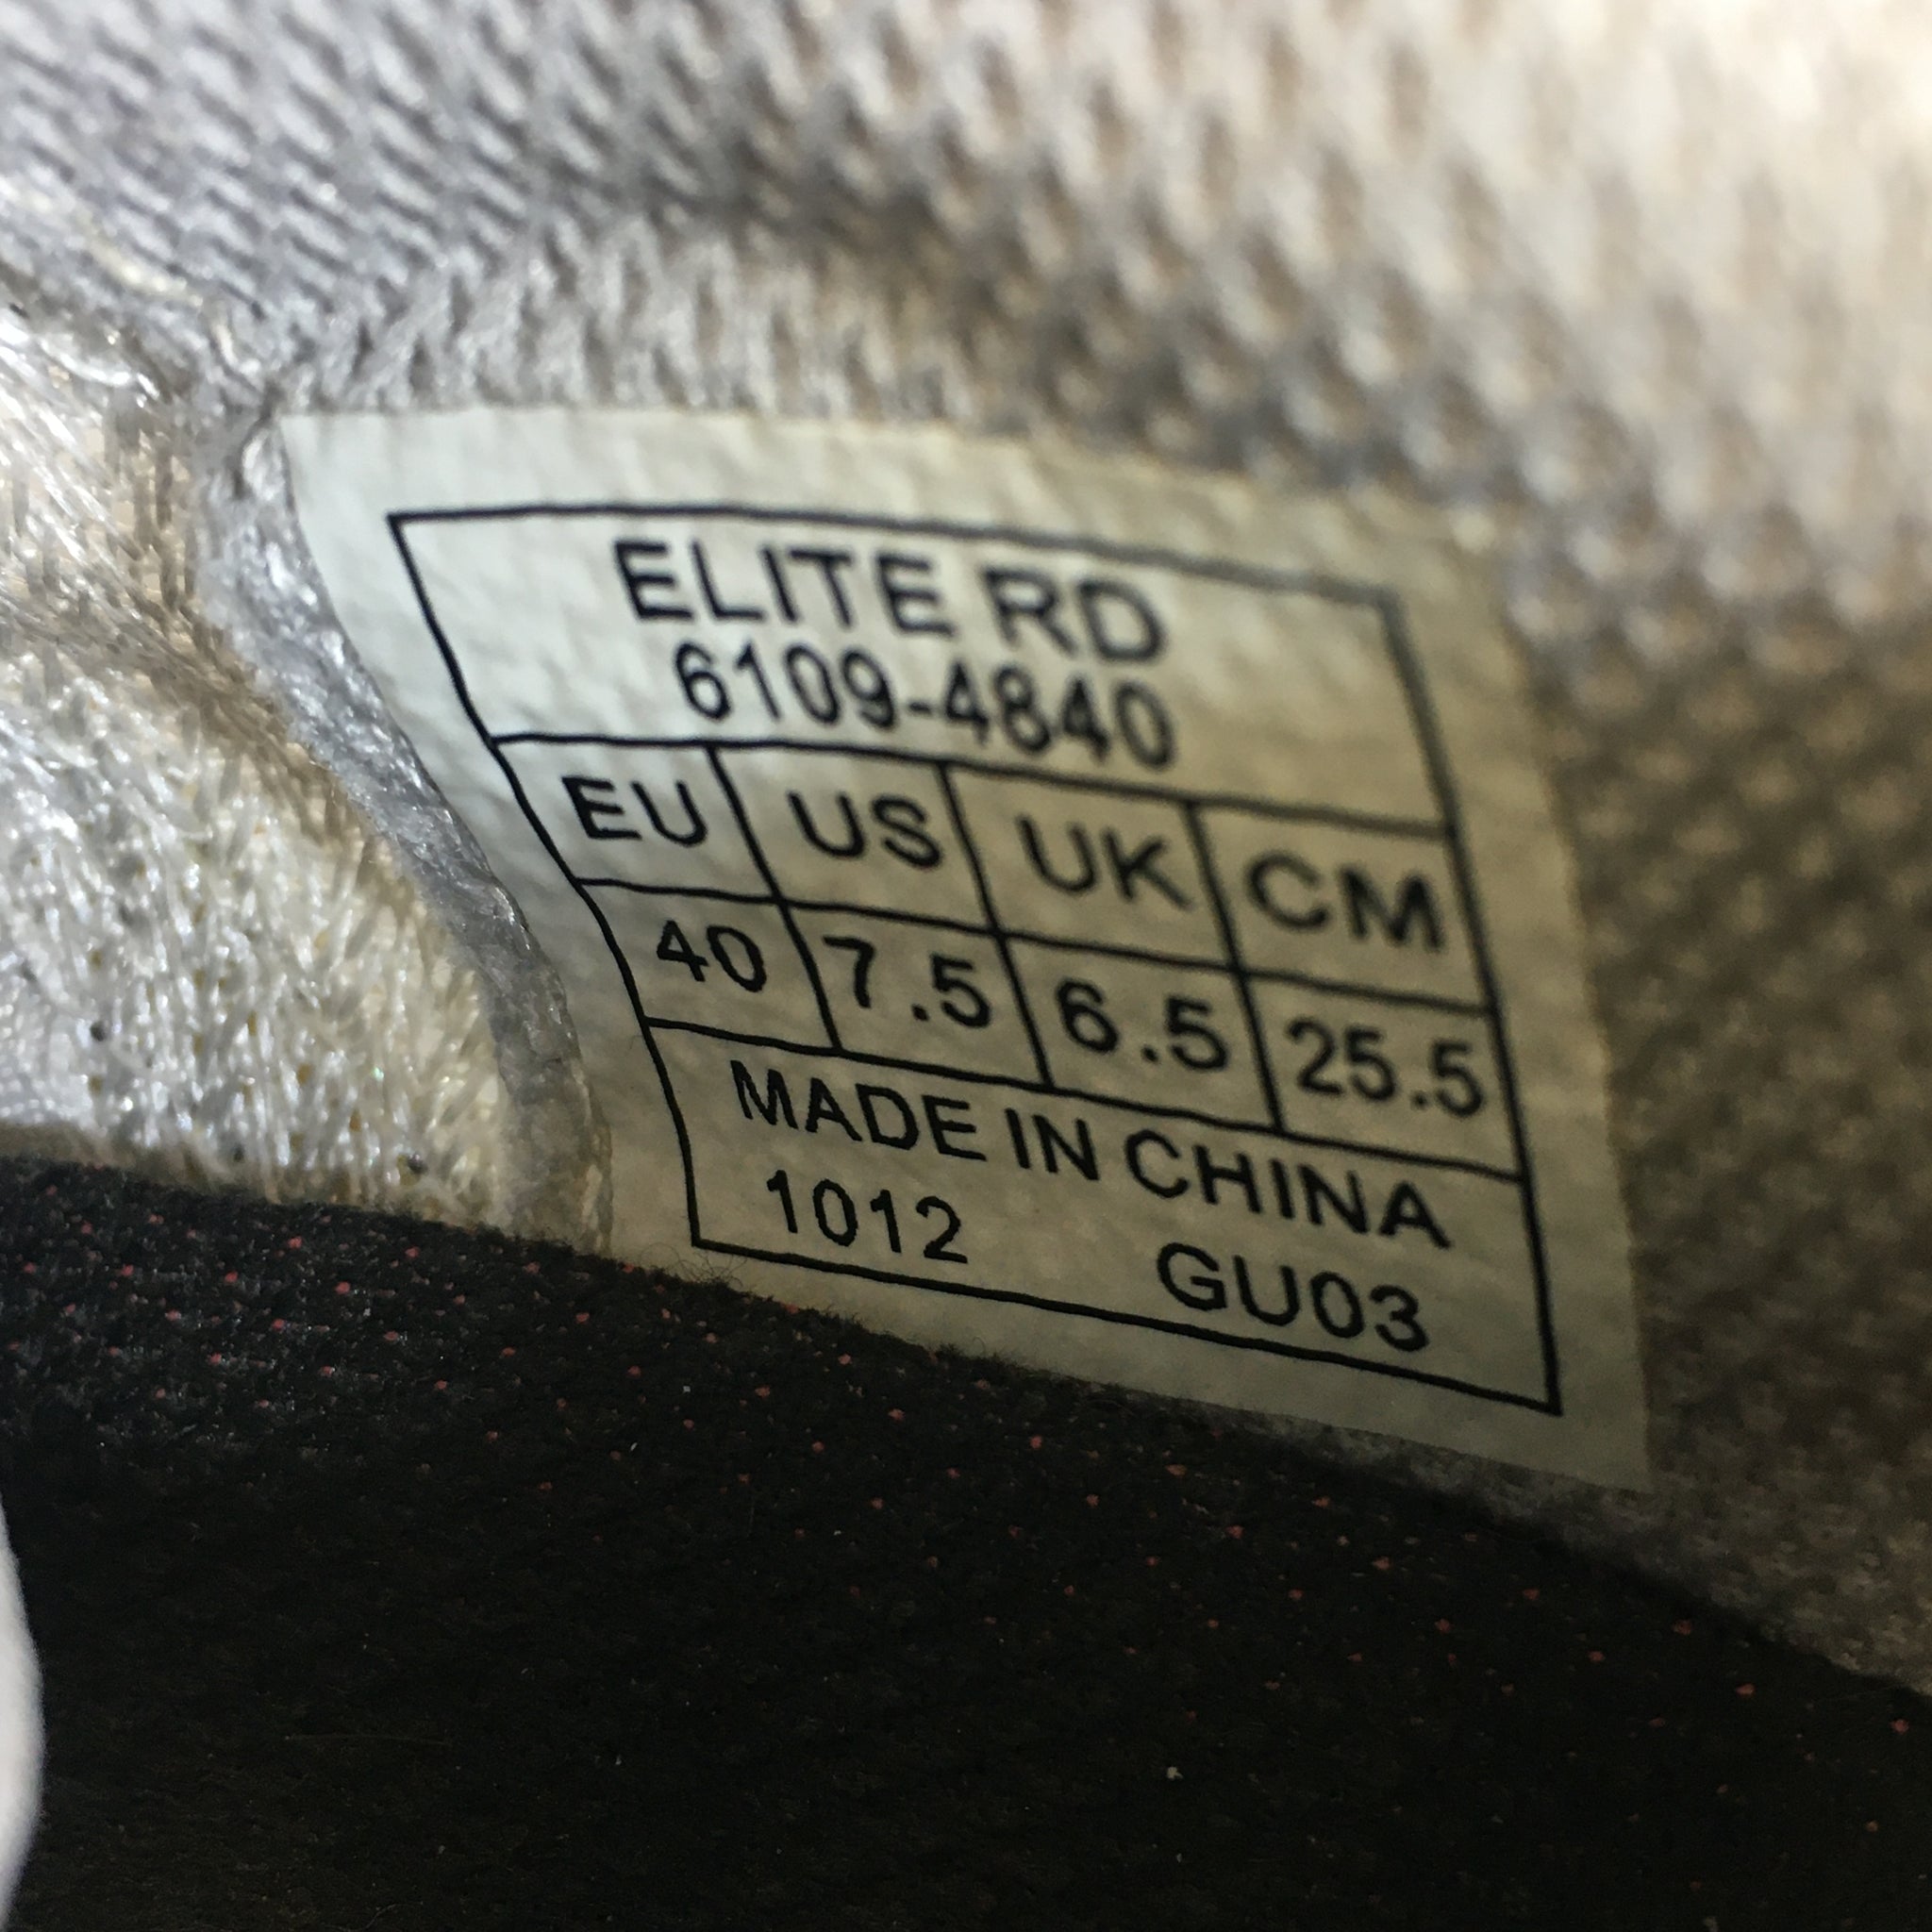 ELITE RD
6109-4840
EU US UK CM
40 7.5 6.5 25.5
MADE IN CHINA
1012 GU03